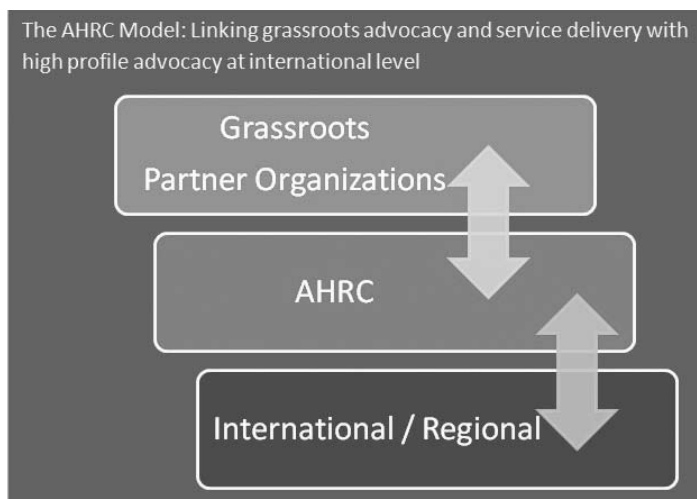 The AHRC Model: Linking grassroots advocacy and service delivery with
high profile advocacy at international level
Grassroots
Partner Organizations
AHRC
International / Regional